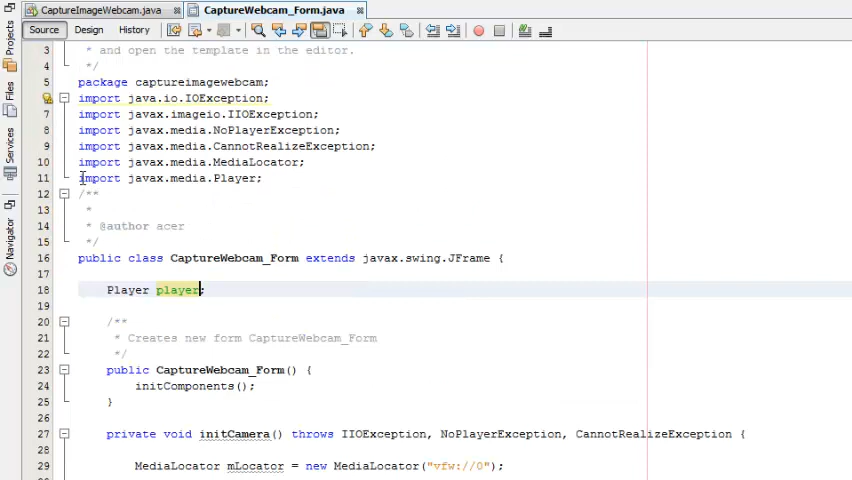 CaptureImageWebcam.java
CaptureWebcam_Form.java
Source Design History
Projects
Files
Services
Navigator
3 * and open the template in the editor.
4 */
5 package captureimagewebcam;
import java.io.IOException;
7 import javax.imageio.IIOException;
8 import javax.media.NoPlayerException;
9 import javax.media.CannotRealizeException;
10 import javax.media.MediaLocator;
11 import javax.media.Player;
12 /**
13 *
14 * @author acer
15 */
16 public class CaptureWebcam_Form extends javax.swing.JFrame {
17
18 Player player;
19
20 /**
21 * Creates new form CaptureWebcam_Form
22 */
23 public CaptureWebcam_Form() {
24 initComponents();
25 }
26
27 private void initCamera() throws IIOException, NoPlayerException, CannotRealizeException {
28
29 MediaLocator mLocator = new MediaLocator("vfw://0");